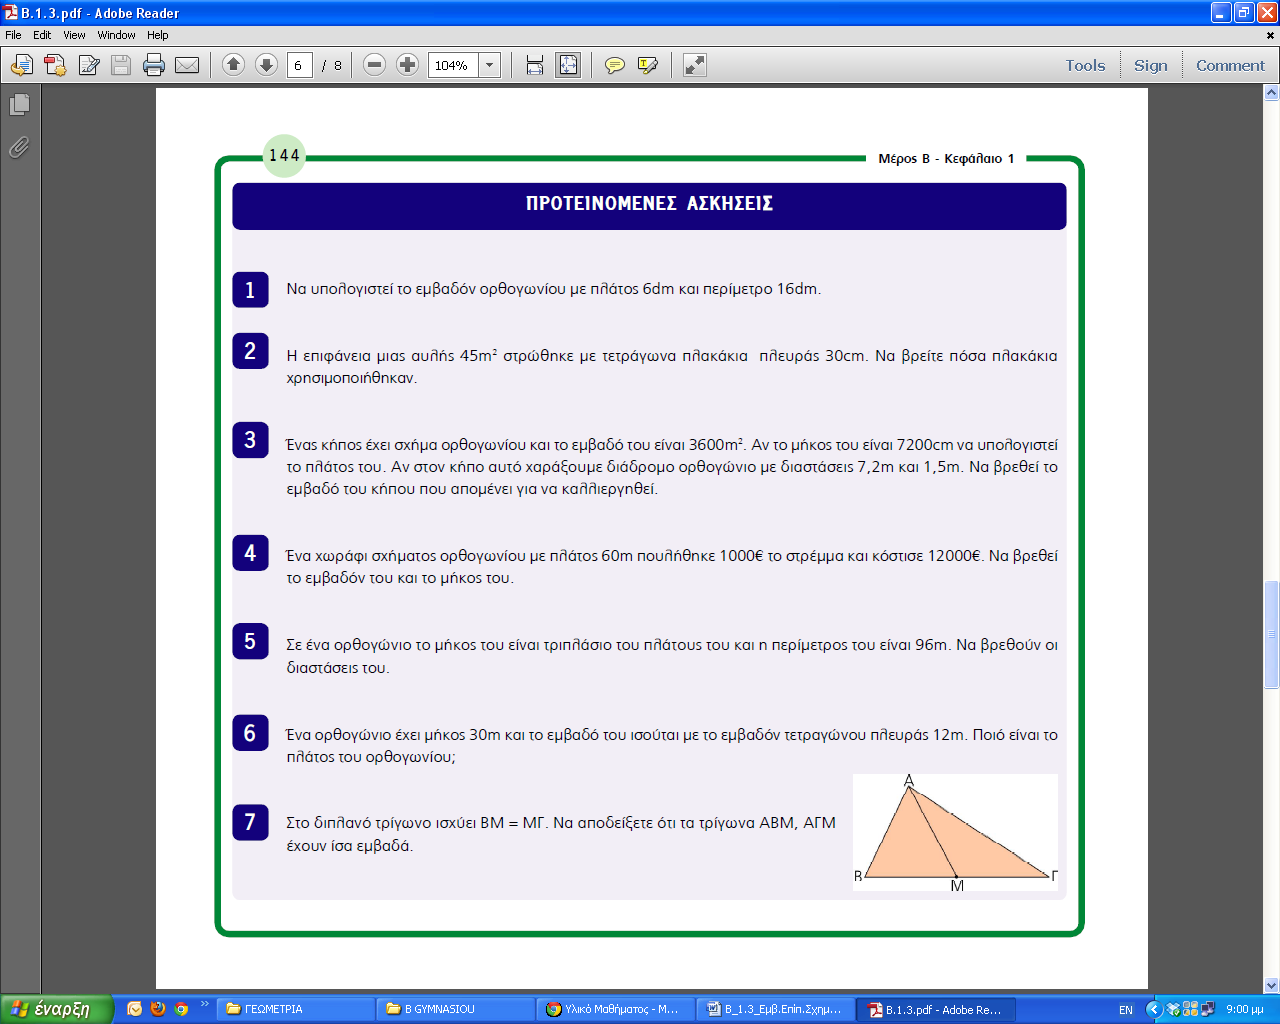 B.1.3.pdf - Adobe Reader
File Edit View Window Help
6 / 8 104% Tools Sign Comment
144
Μέρος Β - Κεφάλαιο 1
ΠΡΟΤΕΙΝΟΜΕΝΕΣ ΑΣΚΗΣΕΙΣ
1 Να υπολογιστεί το εμβαδόν ορθογωνίου με πλάτος 6dm και περίμετρο 16dm.
2 Η επιφάνεια μιας αυλής 45m² στρώθηκε με τετράγωνα πλακάκια πλευράς 30cm. Να βρείτε πόσα πλακάκια
χρησιμοποιήθηκαν.
3 Ένας κήπος έχει σχήμα ορθογωνίου και το εμβαδό του είναι 3600m². Αν το μήκος του είναι 7200cm να υπολογιστεί
το πλάτος του. Αν στον κήπο αυτό χαράξουμε διάδρομο ορθογώνιο με διαστάσεις 7,2m και 1,5m. Να βρεθεί το
εμβαδό του κήπου που απομένει για να καλλιεργηθεί.
4 Ένα χωράφι σχήματος ορθογωνίου με πλάτος 60m πουλήθηκε 1000€ το στρέμμα και κόστισε 12000€. Να βρεθεί
το εμβαδόν του και το μήκος του.
5 Σε ένα ορθογώνιο το μήκος του είναι τριπλάσιο του πλάτους του και η περίμετρος του είναι 96m. Να βρεθούν οι
διαστάσεις του.
6 Ένα ορθογώνιο έχει μήκος 30m και το εμβαδό του ισούται με το εμβαδόν τετραγώνου πλευράς 12m. Ποιό είναι το
πλάτος του ορθογωνίου;
7 Στο διπλανό τρίγωνο ισχύει ΒΜ = ΜΓ. Να αποδείξετε ότι τα τρίγωνα ΑΒΜ, ΑΓΜ
έχουν ίσα εμβαδά.
Α
Β Μ Γ
έναρξη ΓΕΩΜΕΤΡΙΑ B GYMNASIOU Υλικό Μαθήματος - M... B_1.3_Εμβ.Επίπ.Σχημ... B.1.3.pdf - Adobe Re... EN 9:00 μμ